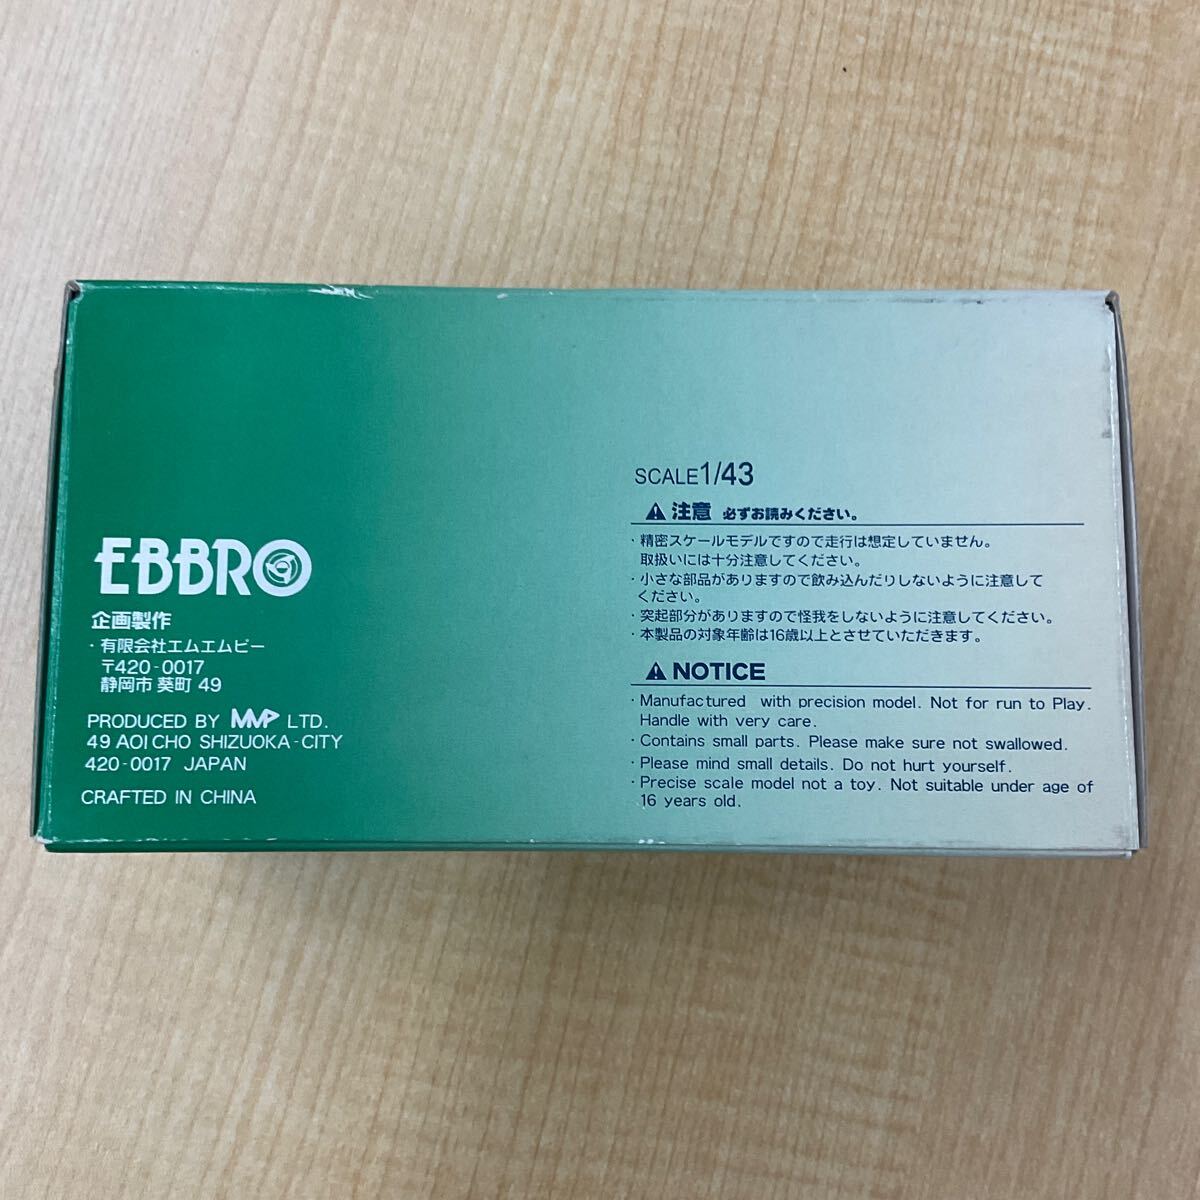 EBBRO
企画製作
・有限会社エムエムピー
〒420-0017
静岡市 葵町 49
PRODUCED BY MMP LTD.
49 AOI CHO SHIZUOKA-CITY
420-0017 JAPAN
CRAFTED IN CHINA
SCALE1/43
⚠ 注意 必ずお読みください。
・精密スケールモデルですので走行は想定していません。
取扱いには十分注意してください。
・小さな部品がありますので飲み込んだりしないように注意して
ください。
・突起部分がありますので怪我をしないように注意してください。
・本製品の対象年齢は16歳以上とさせていただきます。
⚠ NOTICE
・Manufactured with precision model. Not for run to Play.
Handle with very care.
・Contains small parts. Please make sure not swallowed.
・Please mind small details. Do not hurt yourself.
・Precise scale model not a toy. Not suitable under age of
16 years old.